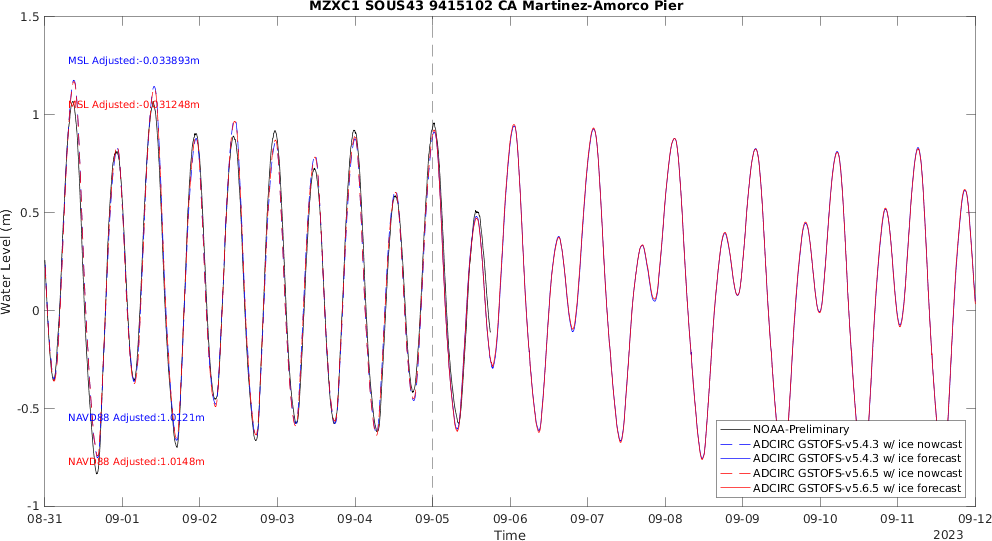 MZXC1 SOUS43 9415102 CA Martinez-Amorco Pier
1.5
1
0.5
0
-0.5
-1
Water Level (m)
MSL Adjusted:-0.033893m
MSL Adjusted:-0.031248m
NAVD88 Adjusted:1.0121m
NAVD88 Adjusted:1.0148m
NOAA-Preliminary
ADCIRC GSTOFS-v5.4.3 w/ ice nowcast
ADCIRC GSTOFS-v5.4.3 w/ ice forecast
ADCIRC GSTOFS-v5.6.5 w/ ice nowcast
ADCIRC GSTOFS-v5.6.5 w/ ice forecast
08-31 09-01 09-02 09-03 09-04 09-05 09-06 09-07 09-08 09-09 09-10 09-11 09-12
Time
2023